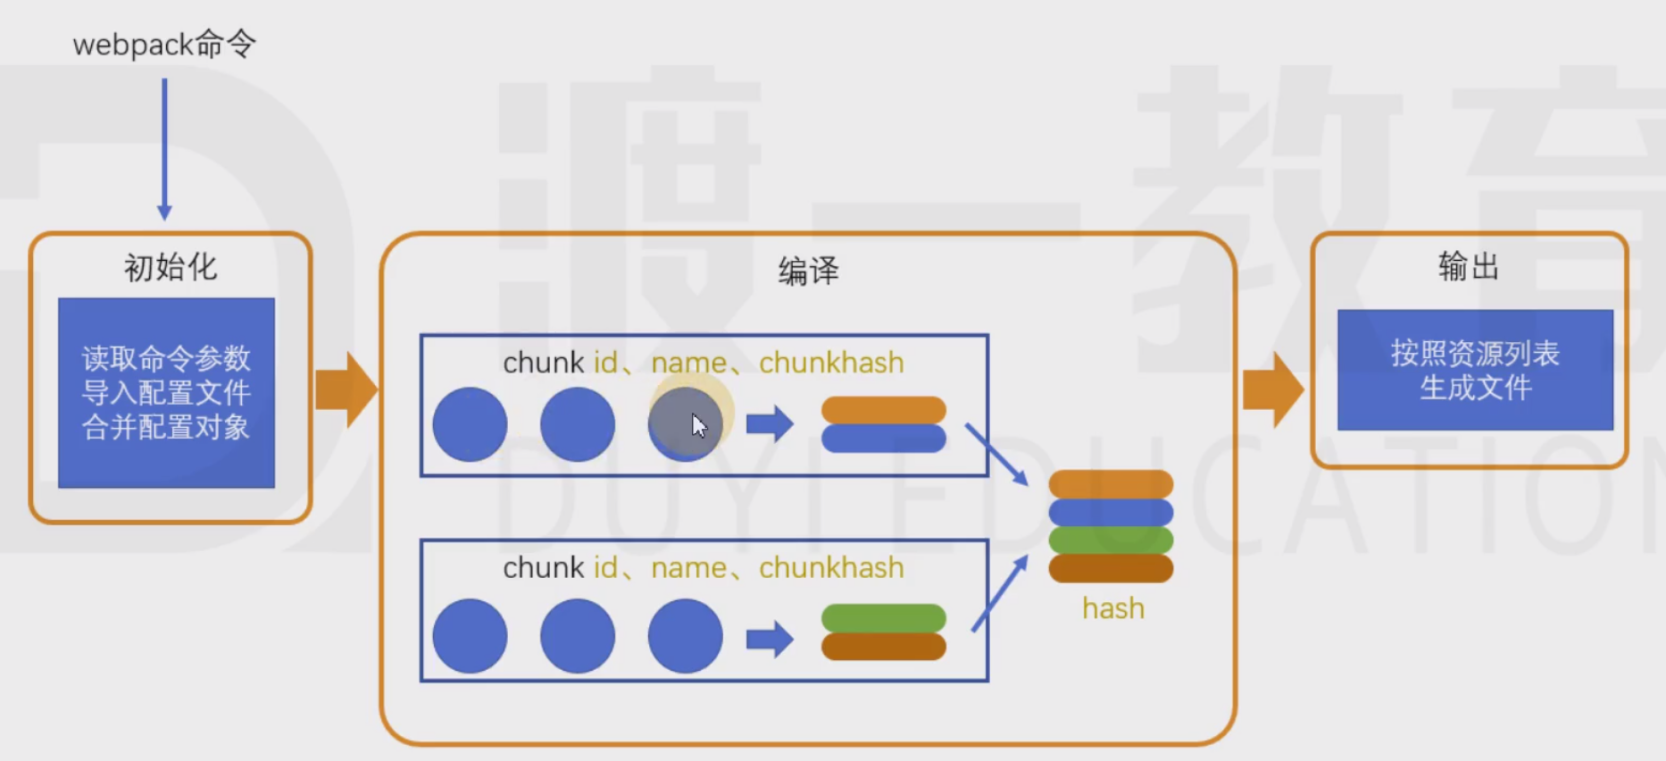 webpack命令
初始化
读取命令参数
导入配置文件
合并配置对象
编译
chunk id、name、chunkhash
chunk id、name、chunkhash
hash
输出
按照资源列表
生成文件
渡一教育
DUYI EDUCATION